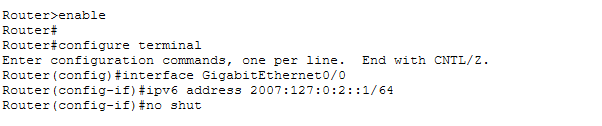 Router>enable
Router#
Router#configure terminal
Enter configuration commands, one per line.  End with CNTL/Z.
Router(config)#interface GigabitEthernet0/0
Router(config-if)#ipv6 address 2007:127:0:2::1/64
Router(config-if)#no shut